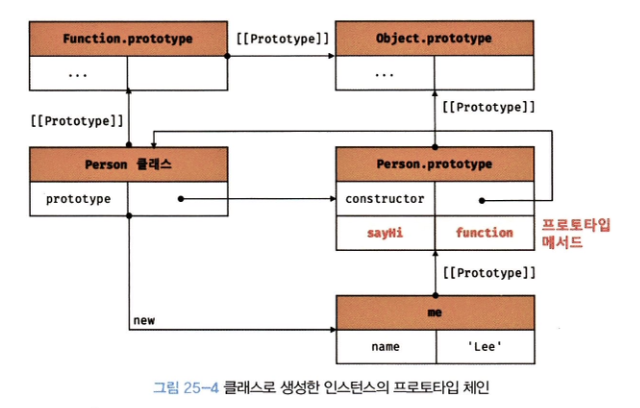 Function.prototype
[[Prototype]]
Object.prototype
...
...
[[Prototype]]
[[Prototype]]
Person 클래스
Person.prototype
prototype
constructor
sayHi
function
프로토타입
메서드
[[Prototype]]
new
me
name
'Lee'
그림 25-4 클래스로 생성한 인스턴스의 프로토타입 체인